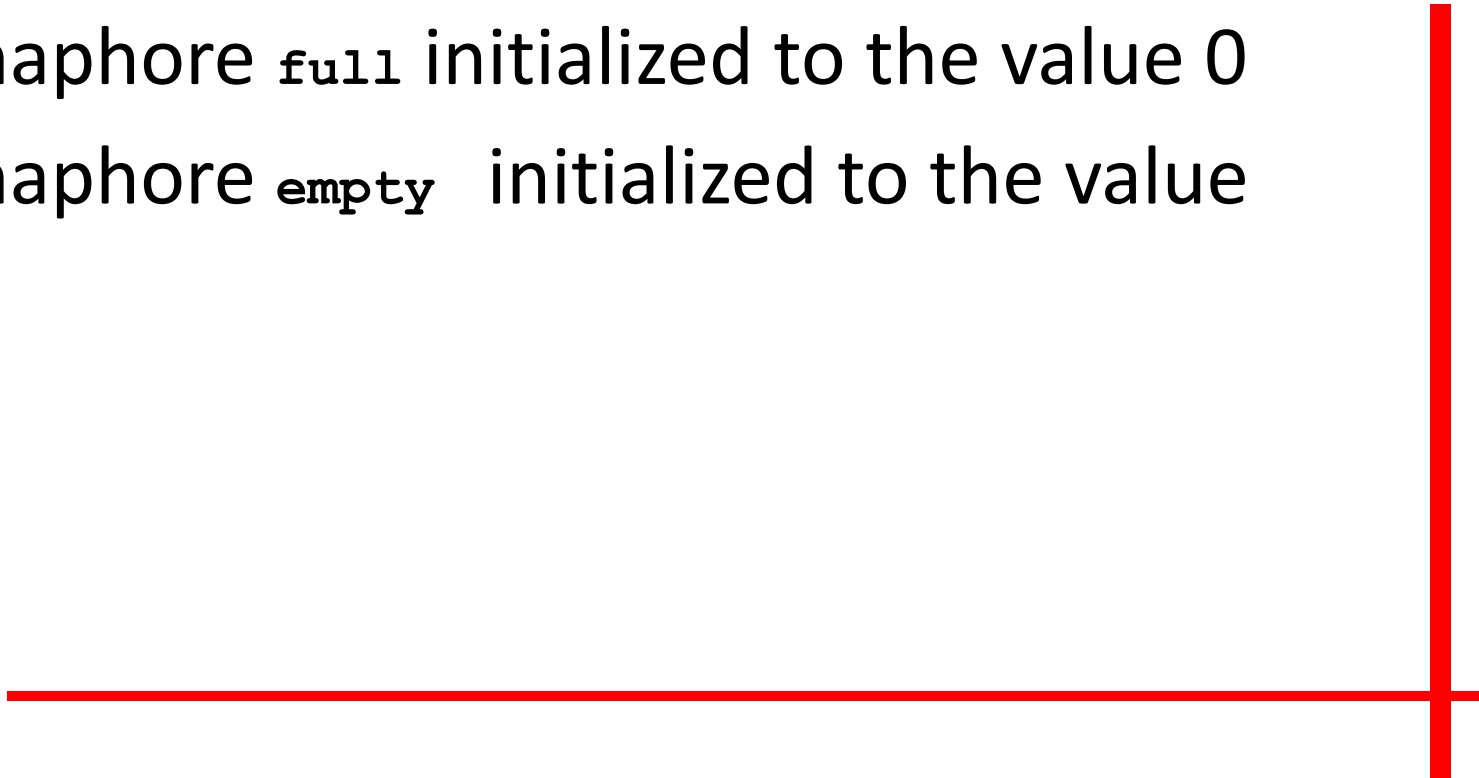 aphore full initialized to the value 0
aphore empty initialized to the value